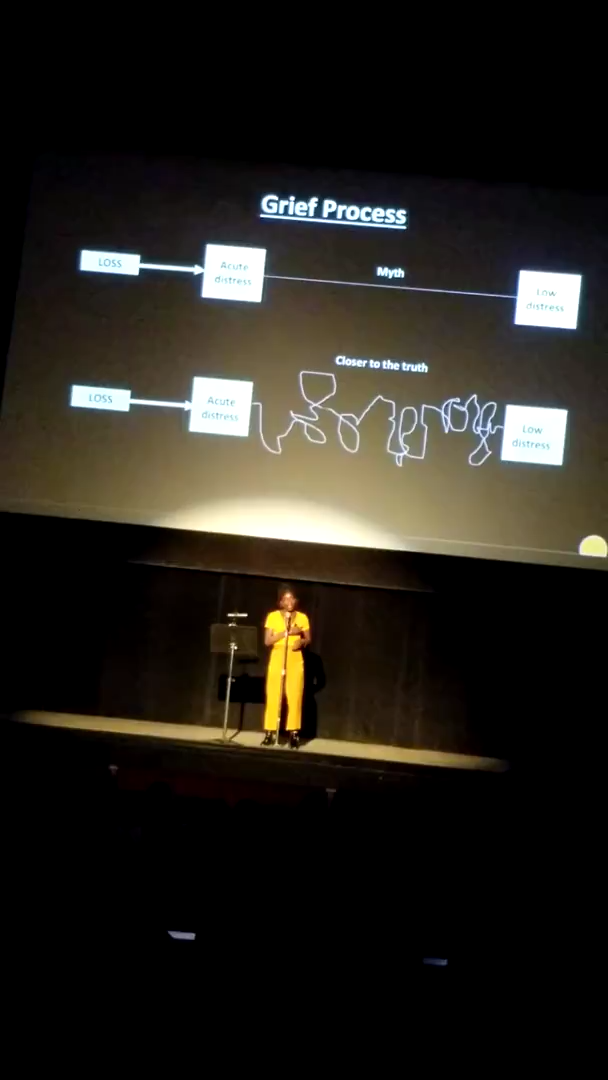 Grief Process
LOSS
Acute
distress
Myth
Low
distress
Closer to the truth
LOSS
Acute
distress
Low
distress